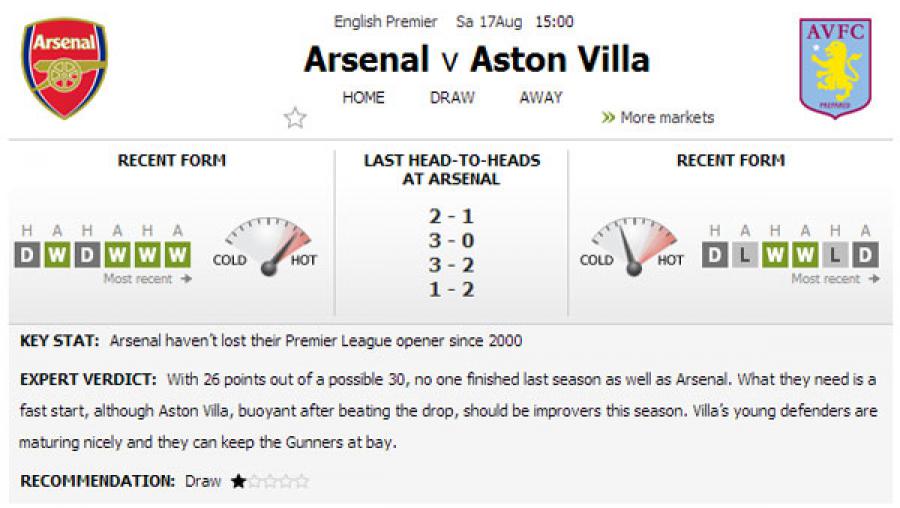 English Premier Sa 17Aug 15:00
Arsenal
AVFC
PREPARED
Arsenal v Aston Villa
HOME DRAW AWAY
» More markets
RECENT FORM
H A H A H A
D W D W W W
Most recent →
COLD HOT
LAST HEAD-TO-HEADS
AT ARSENAL
2 - 1
3 - 0
3 - 2
1 - 2
RECENT FORM
COLD HOT
H A H A H A
D L W W L D
Most recent →
KEY STAT: Arsenal haven't lost their Premier League opener since 2000
EXPERT VERDICT: With 26 points out of a possible 30, no one finished last season as well as Arsenal. What they need is a
fast start, although Aston Villa, buoyant after beating the drop, should be improvers this season. Villa's young defenders are
maturing nicely and they can keep the Gunners at bay.
RECOMMENDATION: Draw ★☆☆☆☆